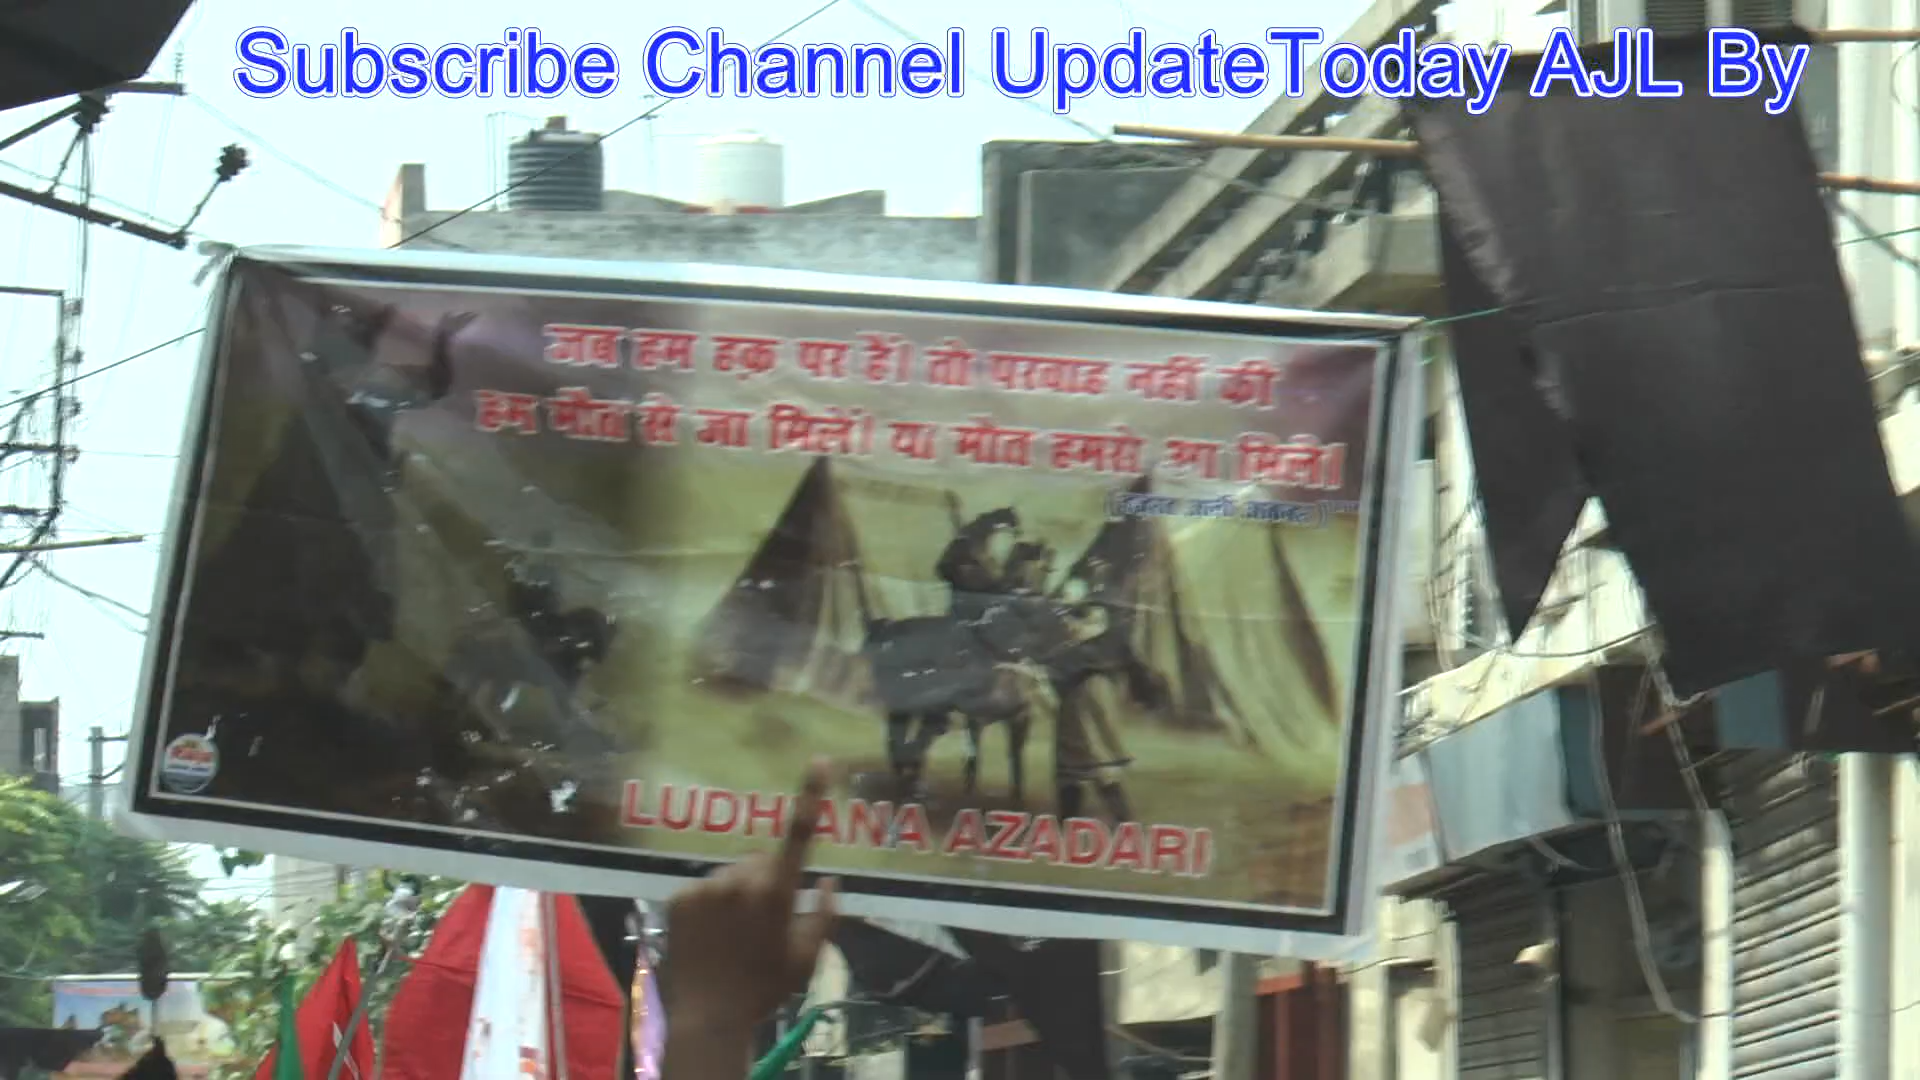 Subscribe Channel UpdateToday AJL By
जब हम हक़ पर हैं। तो परवाह नहीं की
हम मौत से जा मिलें। या मौत हमसे आ मिले।
LUDHIANA AZADARI